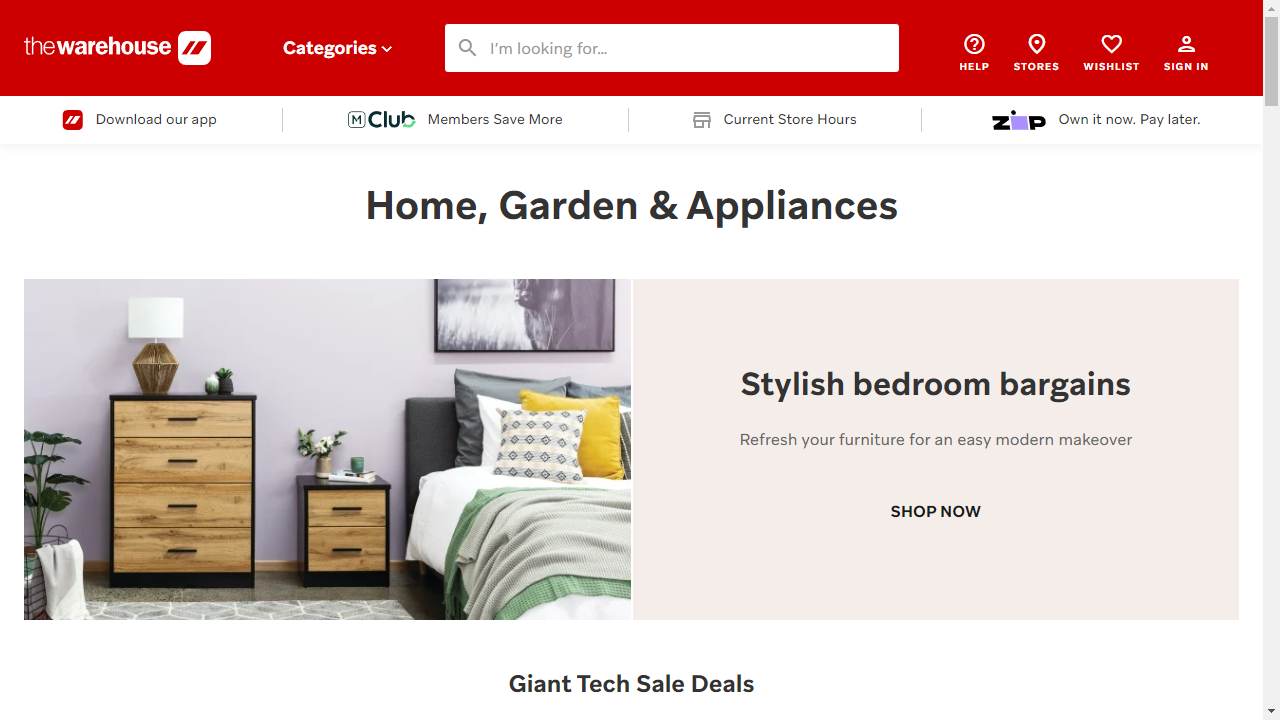 thewarehouse
Categories
I'm looking for...
HELP
STORES
WISHLIST
SIGN IN
Download our app
M Club Members Save More
Current Store Hours
ZIP Own it now. Pay later.
Home, Garden & Appliances
Stylish bedroom bargains
Refresh your furniture for an easy modern makeover
SHOP NOW
Giant Tech Sale Deals